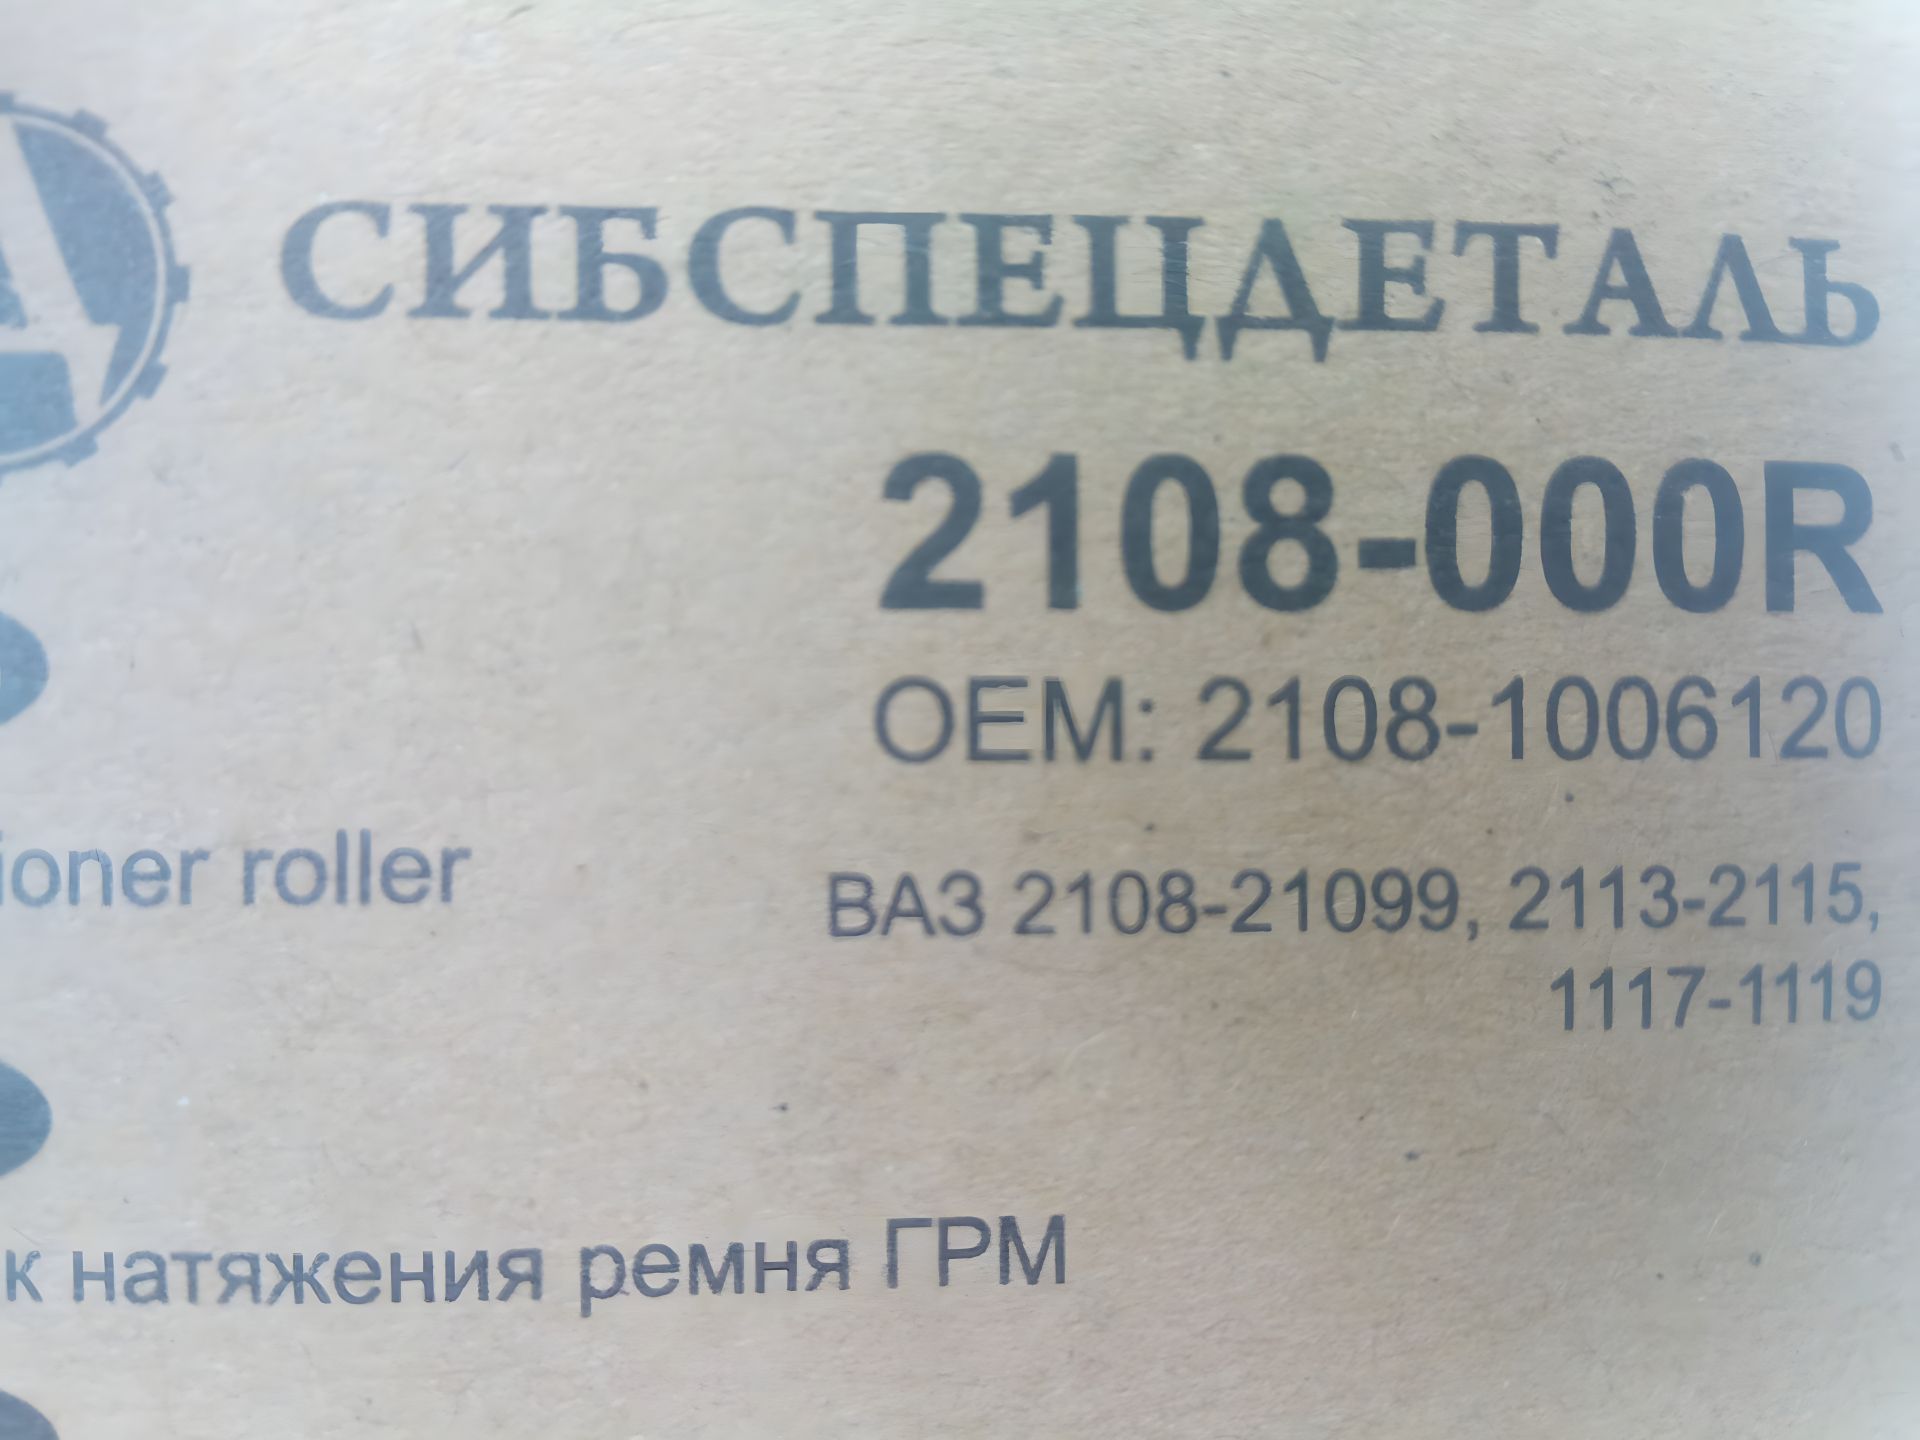 СИБСПЕЦДЕТАЛЬ
2108-000R
OEM: 2108-1006120
ioner roller
ВАЗ 2108-21099, 2113-2115,
1117-1119
к натяжения ремня ГРМ